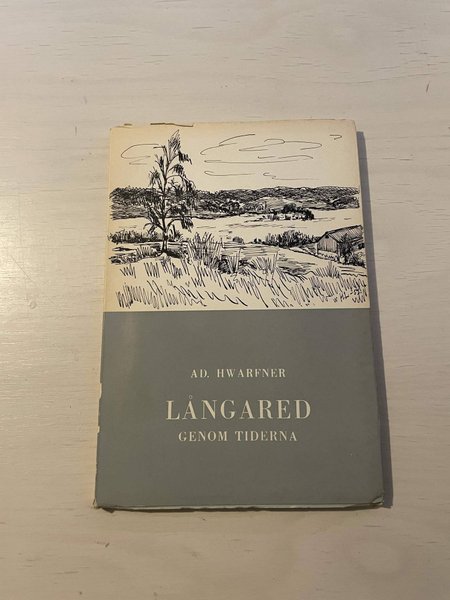 AD. HWARFNER
LÅNGARED
GENOM TIDERNA